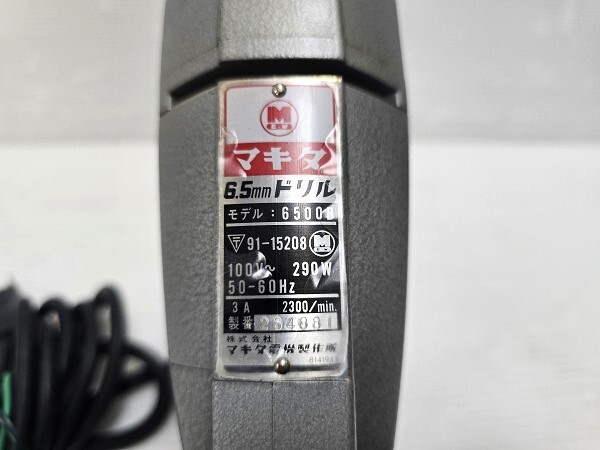 M
マキタ
6.5mm ドリル
モデル : 6500B
〒 91-15208 M
100V~ 290W
50-60Hz
3A 2300/min.
製番
株式会社
マキタ電機製作所